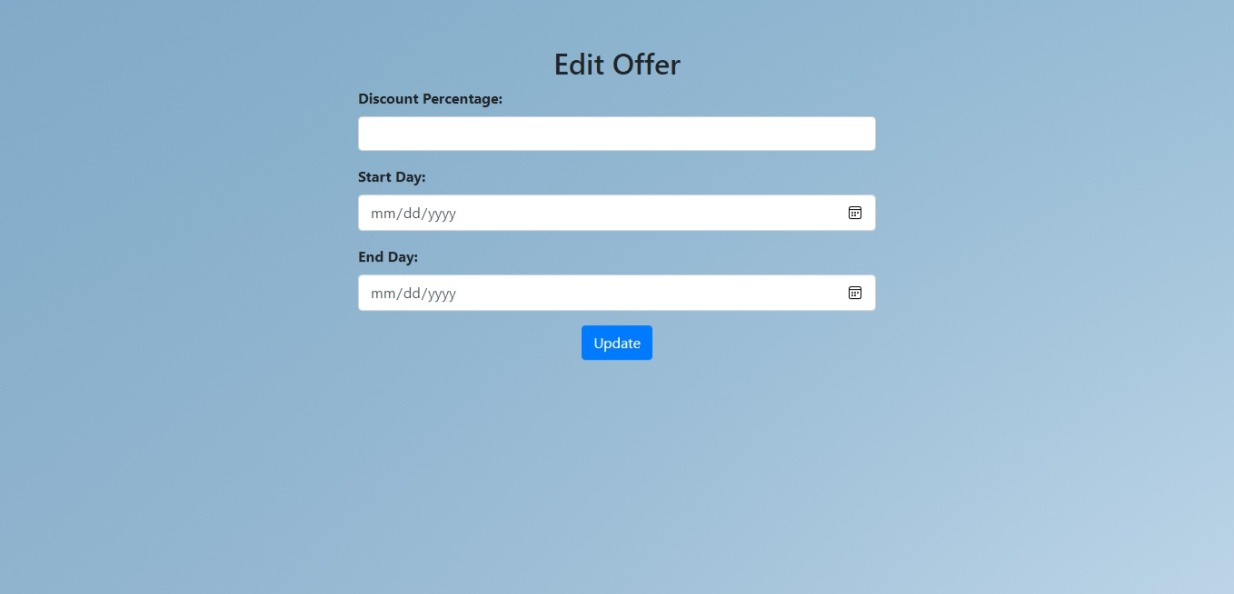 Edit Offer
Discount Percentage:
Start Day:
mm/dd/yyyy
End Day:
mm/dd/yyyy
Update